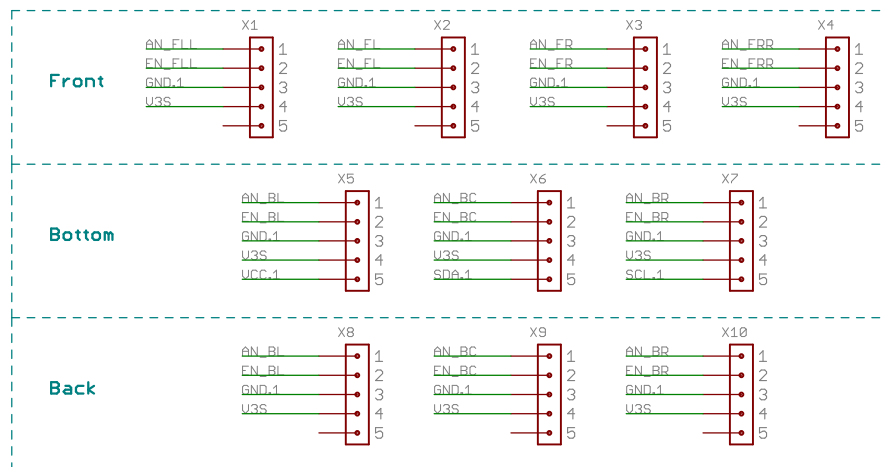 X1 X2 X3 X4
AN_FLL 1 AN_FL 1 AN_FR 1 AN_FRR 1
EN_FLL 2 EN_FL 2 EN_FR 2 EN_FRR 2
Front
GND.1 3 GND.1 3 GND.1 3 GND.1 3
V3S 4 V3S 4 V3S 4 V3S 4
5 5 5 5
X5 X6 X7
AN_BL 1 AN_BC 1 AN_BR 1
EN_BL 2 EN_BC 2 EN_BR 2
Bottom GND.1 3 GND.1 3 GND.1 3
V3S 4 V3S 4 V3S 4
VCC.1 5 SDA.1 5 SCL.1 5
X8 X9 X10
AN_BL 1 AN_BC 1 AN_BR 1
EN_BL 2 EN_BC 2 EN_BR 2
Back GND.1 3 GND.1 3 GND.1 3
V3S 4 V3S 4 V3S 4
5 5 5